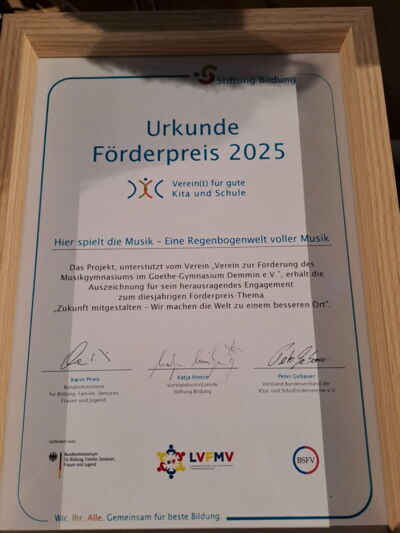 Stiftung Bildung
Urkunde
Förderpreis 2025
Verein(t) für gute
Kita und Schule
Hier spielt die Musik – Eine Regenbogenwelt voller Musik
Das Projekt, unterstützt vom Verein „Verein zur Förderung des
Musikgymnasiums im Goethe-Gymnasium Demmin e.V.", erhält die
Auszeichnung für sein herausragendes Engagement
zum diesjährigen Förderpreis-Thema
„Zukunft mitgestalten – Wir machen die Welt zu einem besseren Ort".
Karin Prien
Bundesministerin
für Bildung, Familie, Senioren,
Frauen und Jugend
Katja Hintze
Vorstandsvorsitzende
Stiftung Bildung
Peter Gebauer
Vorstand Bundesverband der
Kita- und Schulfördervereine e.V.
Gefördert vom:
Bundesministerium
für Bildung, Familie, Senioren,
Frauen und Jugend
LVFMV
BSFV
Wir. Ihr. Alle. Gemeinsam für beste Bildung.